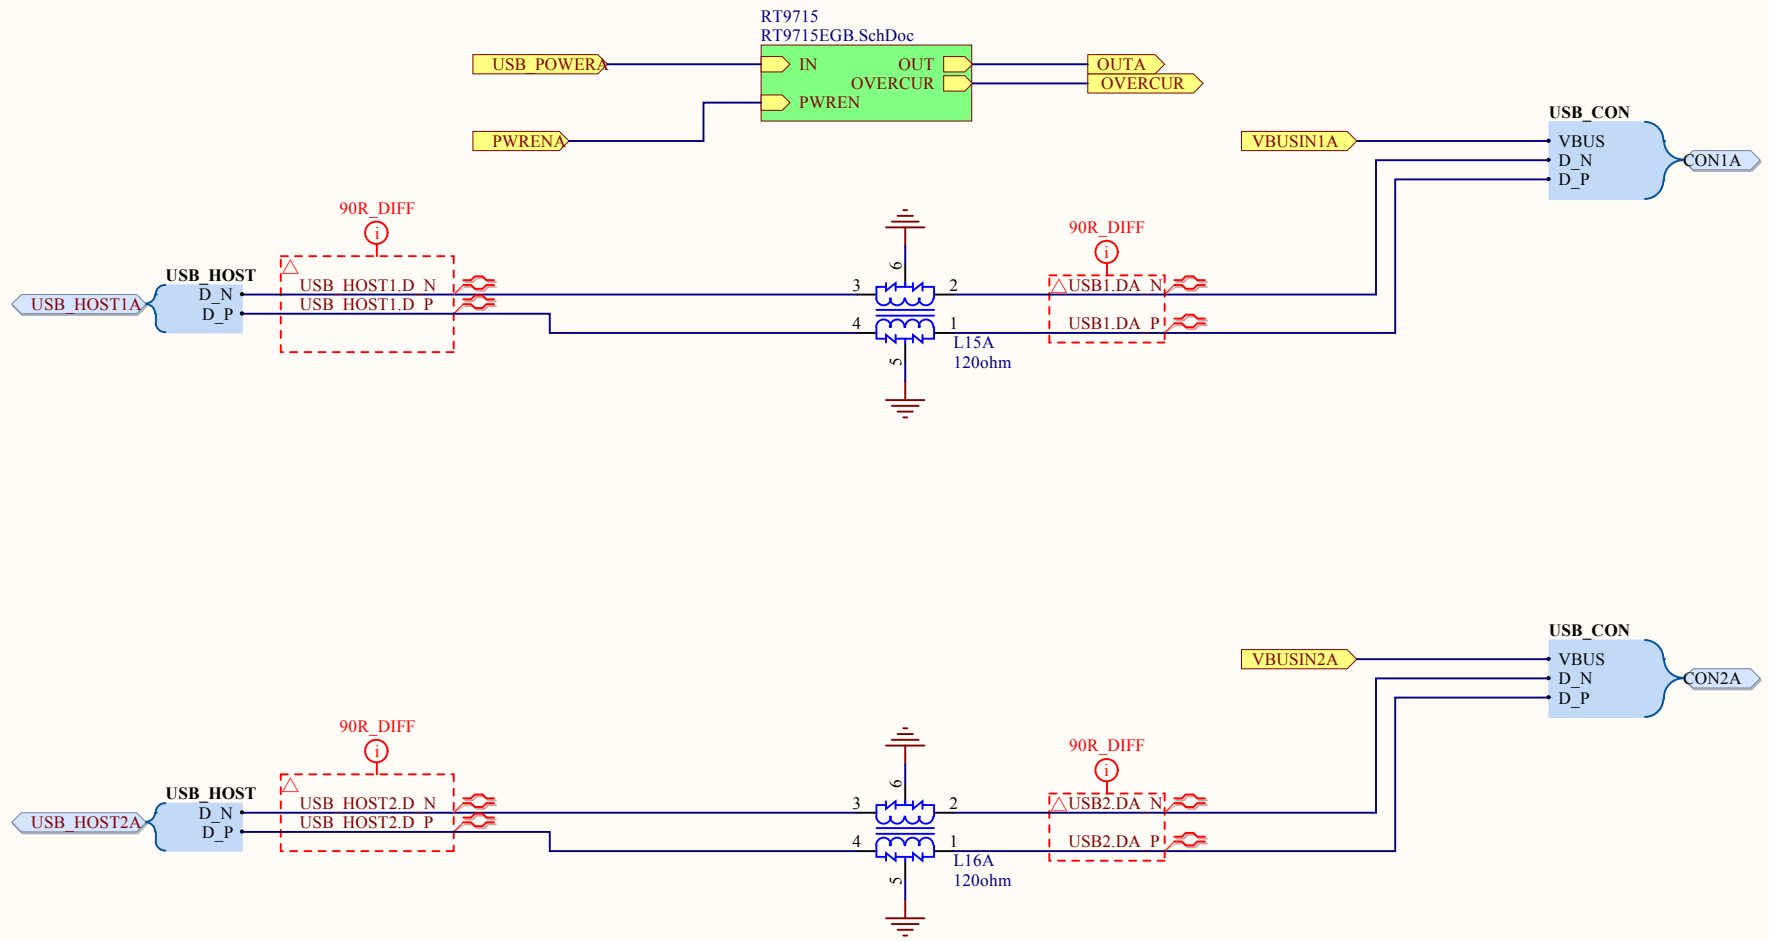 RT9715
RT9715EGB.SchDoc
USB_POWERA
IN
OUT
OUTA
OVERCUR
OVERCUR
PWREN
PWRENA
USB_CON
VBUSIN1A
VBUS
D_N
D_P
CON1A
90R_DIFF
i
90R_DIFF
i
USB_HOST
USB_HOST1A
D_N
D_P
USB_HOST1.D_N
USB_HOST1.D_P
6
3
2
4
1
5
L15A
120ohm
USB1.DA_N
USB1.DA_P
USB_CON
VBUSIN2A
VBUS
D_N
D_P
CON2A
90R_DIFF
i
90R_DIFF
i
USB_HOST
USB_HOST2A
D_N
D_P
USB_HOST2.D_N
USB_HOST2.D_P
6
3
2
4
1
5
L16A
120ohm
USB2.DA_N
USB2.DA_P